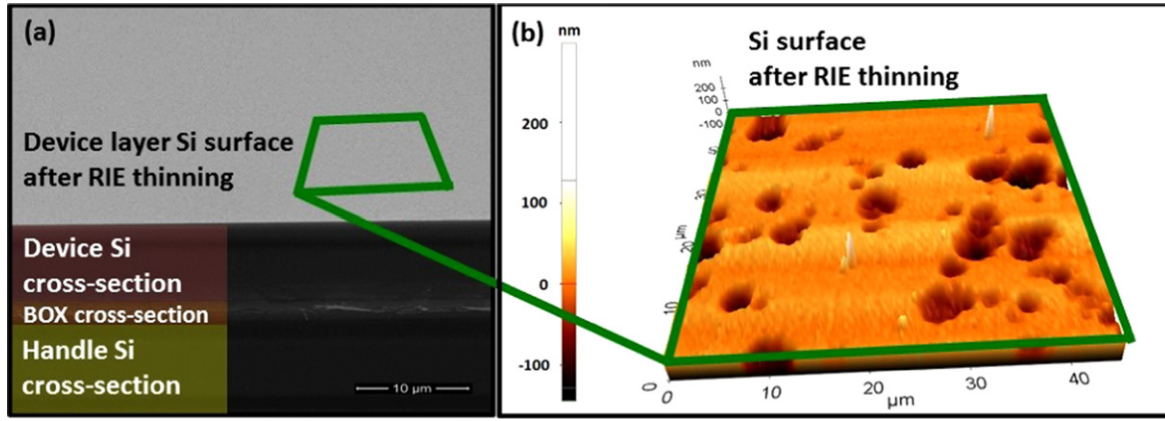 (a)
Device layer Si surface
after RIE thinning
Device Si
cross-section
BOX cross-section
Handle Si
cross-section
10 μm
(b)
nm
200
100
0
-100
Si surface
after RIE thinning
nm
200
100
0
-100
50
30
μm
20
10
0
0
10
20
30
40
μm